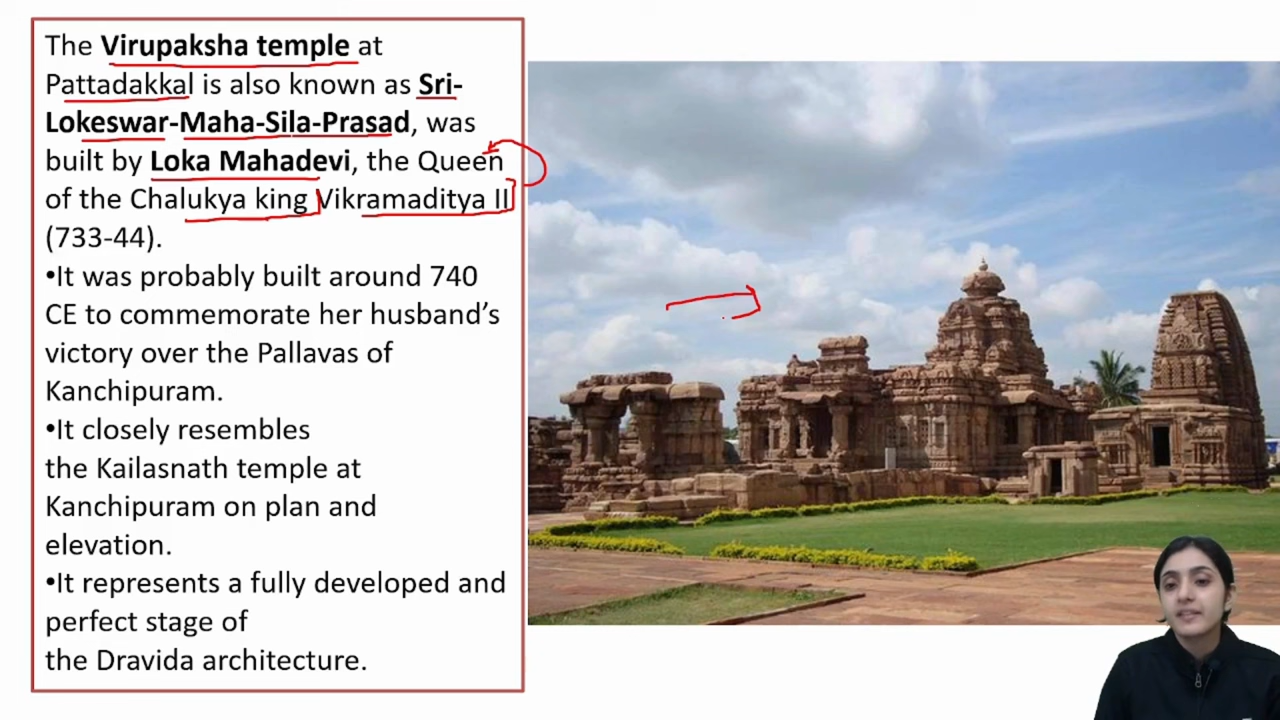 The Virupaksha temple at
Pattadakkal is also known as Sri-
Lokeswar-Maha-Sila-Prasad, was
built by Loka Mahadevi, the Queen
of the Chalukya king Vikramaditya II
(733-44).
•It was probably built around 740
CE to commemorate her husband’s
victory over the Pallavas of
Kanchipuram.
•It closely resembles
the Kailasnath temple at
Kanchipuram on plan and
elevation.
•It represents a fully developed and
perfect stage of
the Dravida architecture.